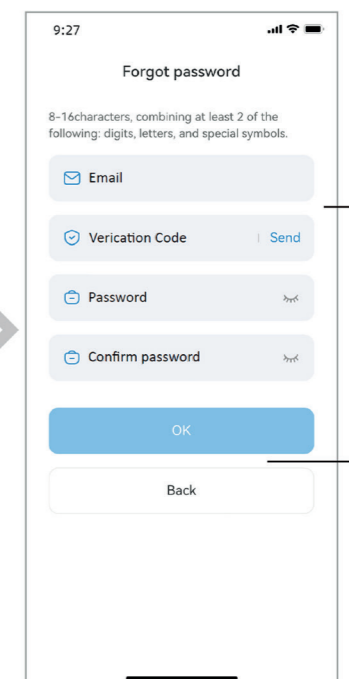 9:27
Forgot password
8-16characters, combining at least 2 of the
following: digits, letters, and special symbols.
Email
Verication Code | Send
Password
Confirm password
OK
Back